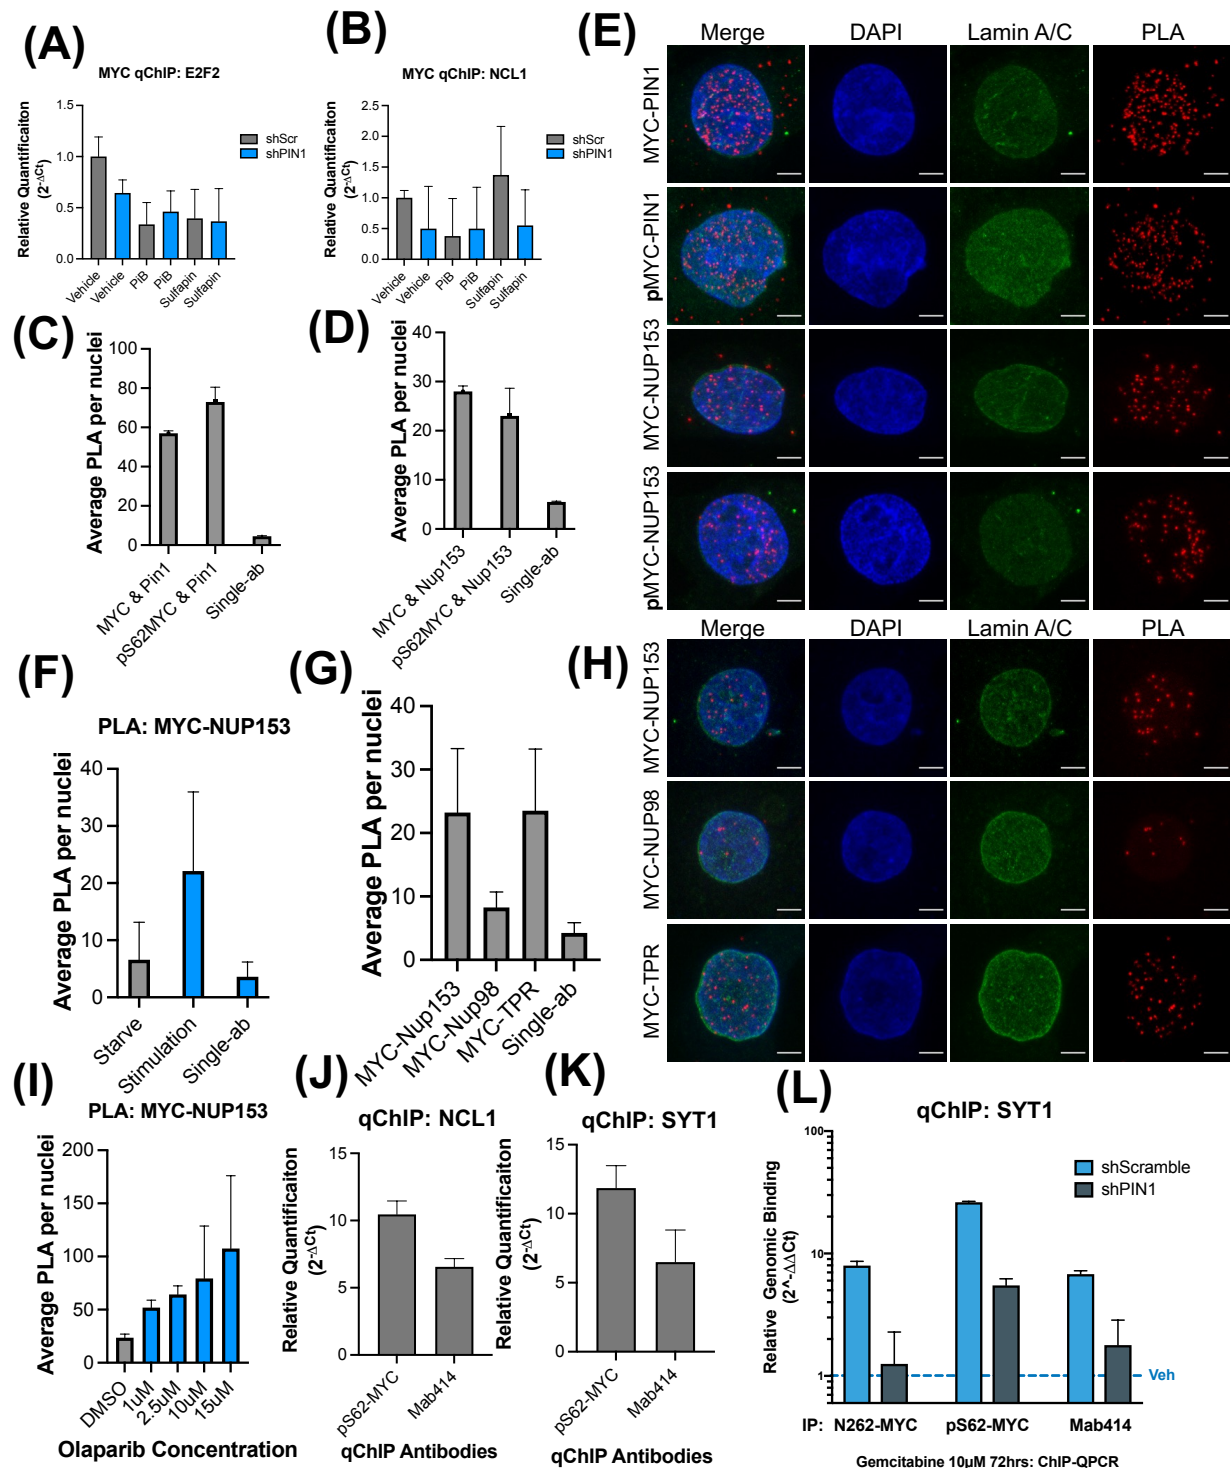 (A)
MYC qChIP: E2F2
Relative Quantificaiton
(2^-ΔCt)
1.5
1.0
0.5
0.0
Vehicle
Vehicle
PiB
PiB
Sulfapin
Sulfapin
shScr
shPIN1
(B)
MYC qChIP: NCL1
Relative Quantificaiton
(2^-ΔCt)
2.5
2.0
1.5
1.0
0.5
0.0
Vehicle
Vehicle
PiB
PiB
Sulfapin
Sulfapin
shScr
shPIN1
(C)
Average PLA per nuclei
100
80
60
40
20
0
MYC & Pin1
pS62MYC & Pin1
Single-ab
(D)
Average PLA per nuclei
40
30
20
10
0
MYC & Nup153
pS62MYC & Nup153
Single-ab
(E)
Merge
DAPI
Lamin A/C
PLA
MYC-PIN1
pMYC-PIN1
MYC-NUP153
pMYC-NUP153
(F)
PLA: MYC-NUP153
Average PLA per nuclei
40
30
20
10
0
Starve
Stimulation
Single-ab
(G)
Average PLA per nuclei
40
30
20
10
0
MYC-Nup153
MYC-Nup98
MYC-TPR
Single-ab
(H)
Merge
DAPI
Lamin A/C
PLA
MYC-NUP153
MYC-NUP98
MYC-TPR
(I)
PLA: MYC-NUP153
Average PLA per nuclei
200
150
100
50
0
DMSO
1uM
2.5uM
10uM
15uM
Olaparib Concentration
(J)
qChIP: NCL1
Relative Quantificaiton
(2^-ΔCt)
15
10
5
0
pS62-MYC
Mab414
qChIP Antibodies
(K)
qChIP: SYT1
Relative Quantificaiton
(2^-ΔCt)
15
10
5
0
pS62-MYC
Mab414
qChIP Antibodies
(L)
qChIP: SYT1
Relative Genomic Binding
(2^-ΔΔCt)
100
10
1
shScramble
shPIN1
Veh
IP: N262-MYC pS62-MYC Mab414
Gemcitabine 10µM 72hrs: ChIP-QPCR